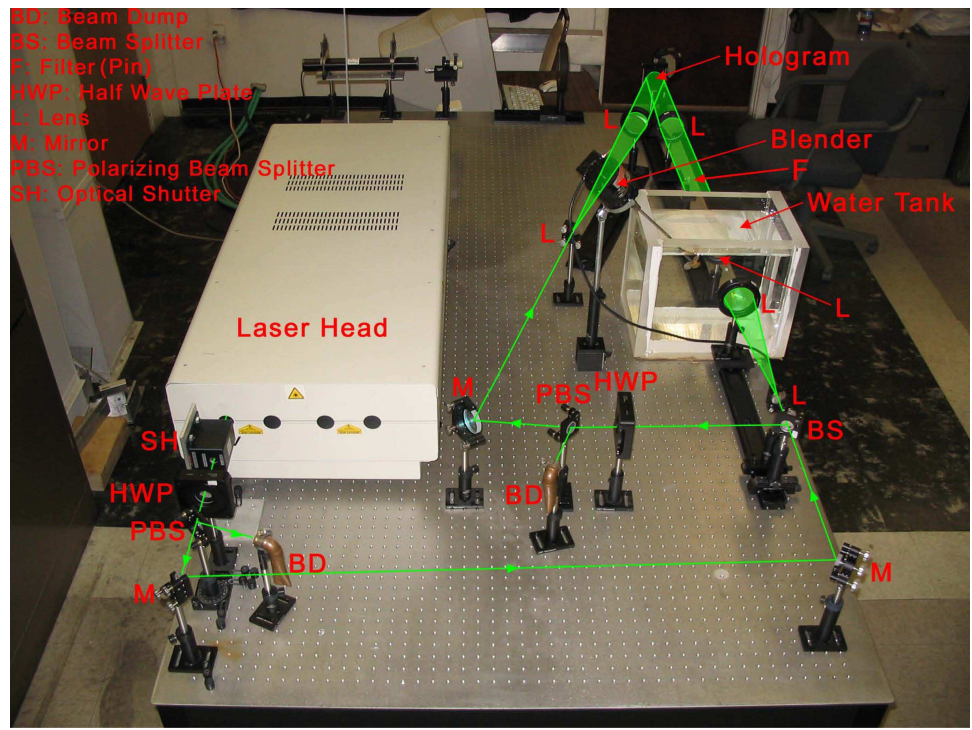 BD: Beam Dump
BS: Beam Splitter
F: Filter(Pin)
HWP: Half Wave Plate
L: Lens
M: Mirror
PBS: Polarizing Beam Splitter
SH: Optical Shutter
Hologram
L
L
Blender
F
Water Tank
L
L
L
Laser Head
M
PBS
HWP
L
BS
SH
HWP
BD
PBS
BD
M
M